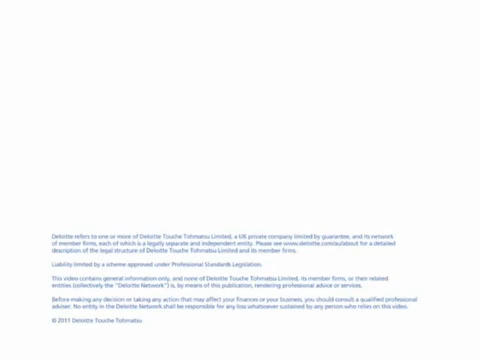 Deloitte refers to one or more of Deloitte Touche Tohmatsu Limited, a UK private company limited by guarantee, and its network
of member firms, each of which is a legally separate and independent entity. Please see www.deloitte.com/au/about for a detailed
description of the legal structure of Deloitte Touche Tohmatsu Limited and its member firms.
Liability limited by a scheme approved under Professional Standards Legislation.
This video contains general information only, and none of Deloitte Touche Tohmatsu Limited, its member firms, or their related
entities (collectively the "Deloitte Network") is, by means of this publication, rendering professional advice or services.
Before making any decision or taking any action that may affect your finances or your business, you should consult a qualified professional
adviser. No entity in the Deloitte Network shall be responsible for any loss whatsoever sustained by any person who relies on this video.
© 2011 Deloitte Touche Tohmatsu